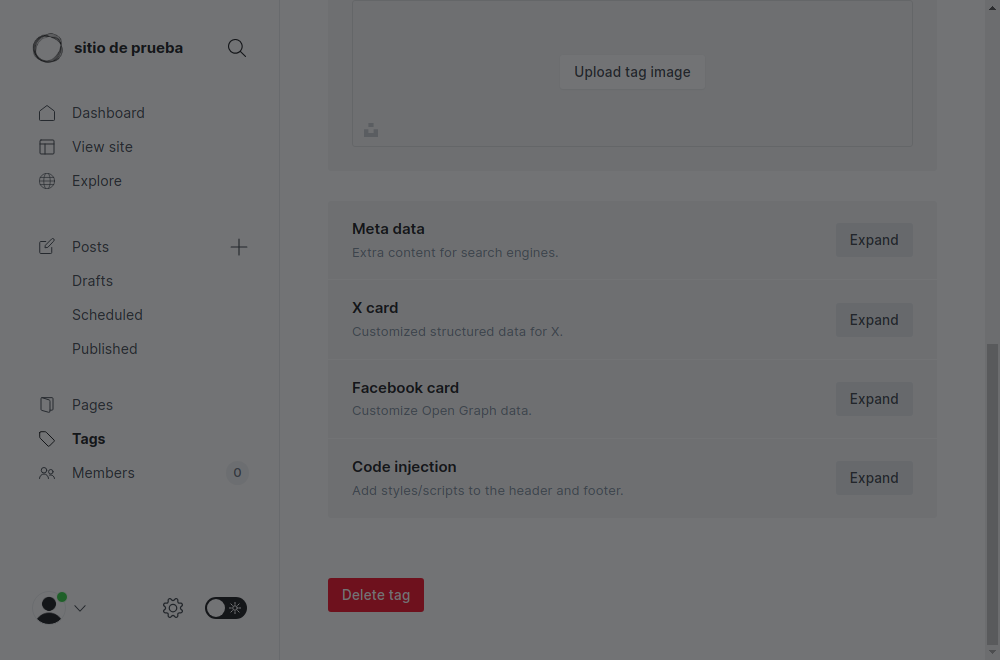 sitio de prueba
Dashboard
View site
Explore
Posts
Drafts
Scheduled
Published
Pages
Tags
Members
0
Upload tag image
Meta data
Extra content for search engines.
Expand
X card
Customized structured data for X.
Expand
Facebook card
Customize Open Graph data.
Expand
Code injection
Add styles/scripts to the header and footer.
Expand
Delete tag